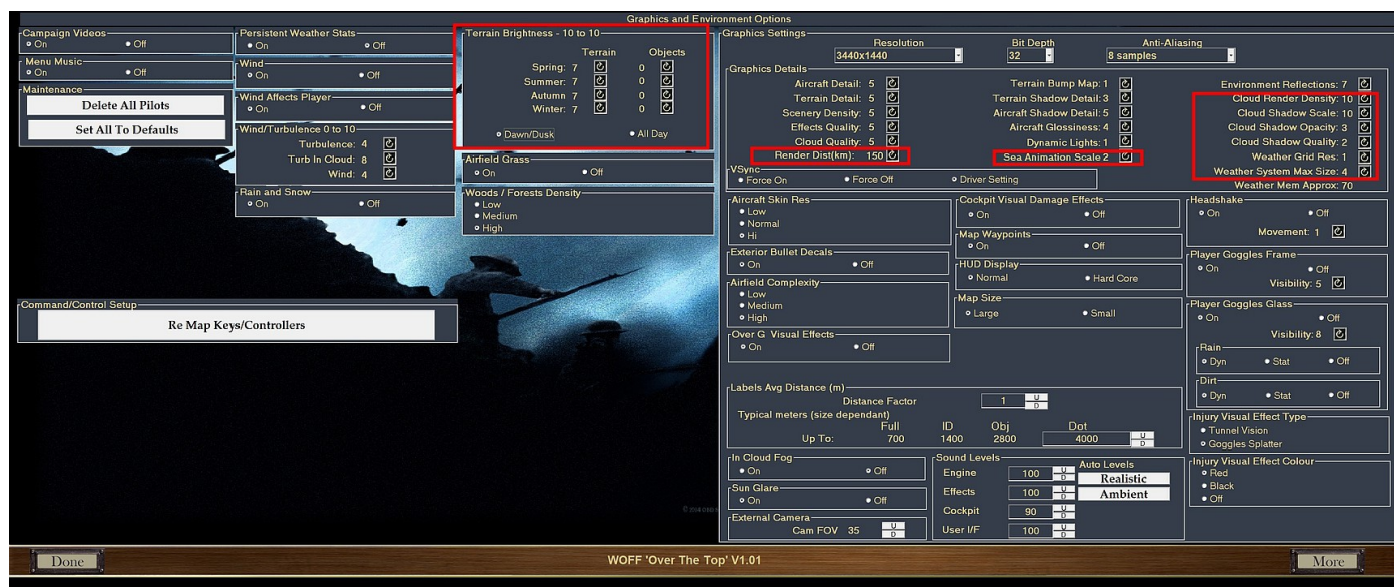 Graphics and Environment Options
Campaign Videos
On Off
Menu Music
On Off
Maintenance
Delete All Pilots
Set All To Defaults
Persistent Weather Stats
On Off
Wind
On Off
Wind Affects Player
On Off
Wind/Turbulence 0 to 10
Turbulence: 4
Turb In Cloud: 8
Wind: 4
Rain and Snow
On Off
Terrain Brightness - 10 to 10
Terrain Objects
Spring: 7 0
Summer: 7 0
Autumn 7 0
Winter: 7 0
Dawn/Dusk All Day
Airfield Grass
On Off
Woods / Forests Density
Low
Medium
High
Command/Control Setup
Re Map Keys/Controllers
Graphics Settings
Resolution Bit Depth Anti-Aliasing
3440x1440 32 8 samples
Graphics Details
Aircraft Detail: 5
Terrain Detail: 5
Scenery Density: 5
Effects Quality: 5
Cloud Quality: 5
Render Dist(km): 150
Terrain Bump Map: 1
Terrain Shadow Detail: 3
Aircraft Shadow Detail: 5
Aircraft Glossiness: 4
Dynamic Lights: 1
Sea Animation Scale 2
Environment Reflections: 7
Cloud Render Density: 10
Cloud Shadow Scale: 10
Cloud Shadow Opacity: 3
Cloud Shadow Quality: 2
Weather Grid Res: 1
Weather System Max Size: 4
Weather Mem Approx: 70
VSync
Force On Force Off Driver Setting
Aircraft Skin Res
Low
Normal
Hi
Exterior Bullet Decals
On Off
Airfield Complexity
Low
Medium
High
Over G Visual Effects
On Off
Cockpit Visual Damage Effects
On Off
Map Waypoints
On Off
HUD Display
Normal Hard Core
Map Size
Large Small
Headshake
On Off
Movement: 1
Player Goggles Frame
On Off
Visibility: 5
Player Goggles Glass
On Off
Visibility: 8
Rain
Dyn Stat Off
Dirt
Dyn Stat Off
Labels Avg Distance (m)
Distance Factor 1 U D
Typical meters (size dependant)
Full ID Obj Dot
Up To: 700 1400 2800 4000 U D
Injury Visual Effect Type
Tunnel Vision
Goggles Splatter
In Cloud Fog
On Off
Sun Glare
On Off
External Camera
Cam FOV 35 U D
Sound Levels
Engine 100 U D
Effects 100 U D
Cockpit 90 U D
User I/F 100 U D
Auto Levels
Realistic
Ambient
Injury Visual Effect Colour
Red
Black
Off
Done
WOFF 'Over The Top' V1.01
More